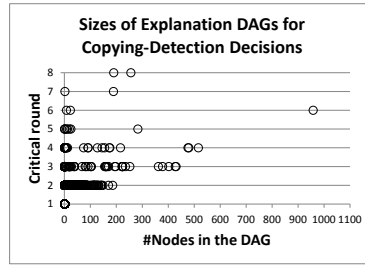 Sizes of Explanation DAGs for
Copying-Detection Decisions
Critical round
8
7
6
5
4
3
2
1
0 100 200 300 400 500 600 700 800 900 1000 1100
#Nodes in the DAG